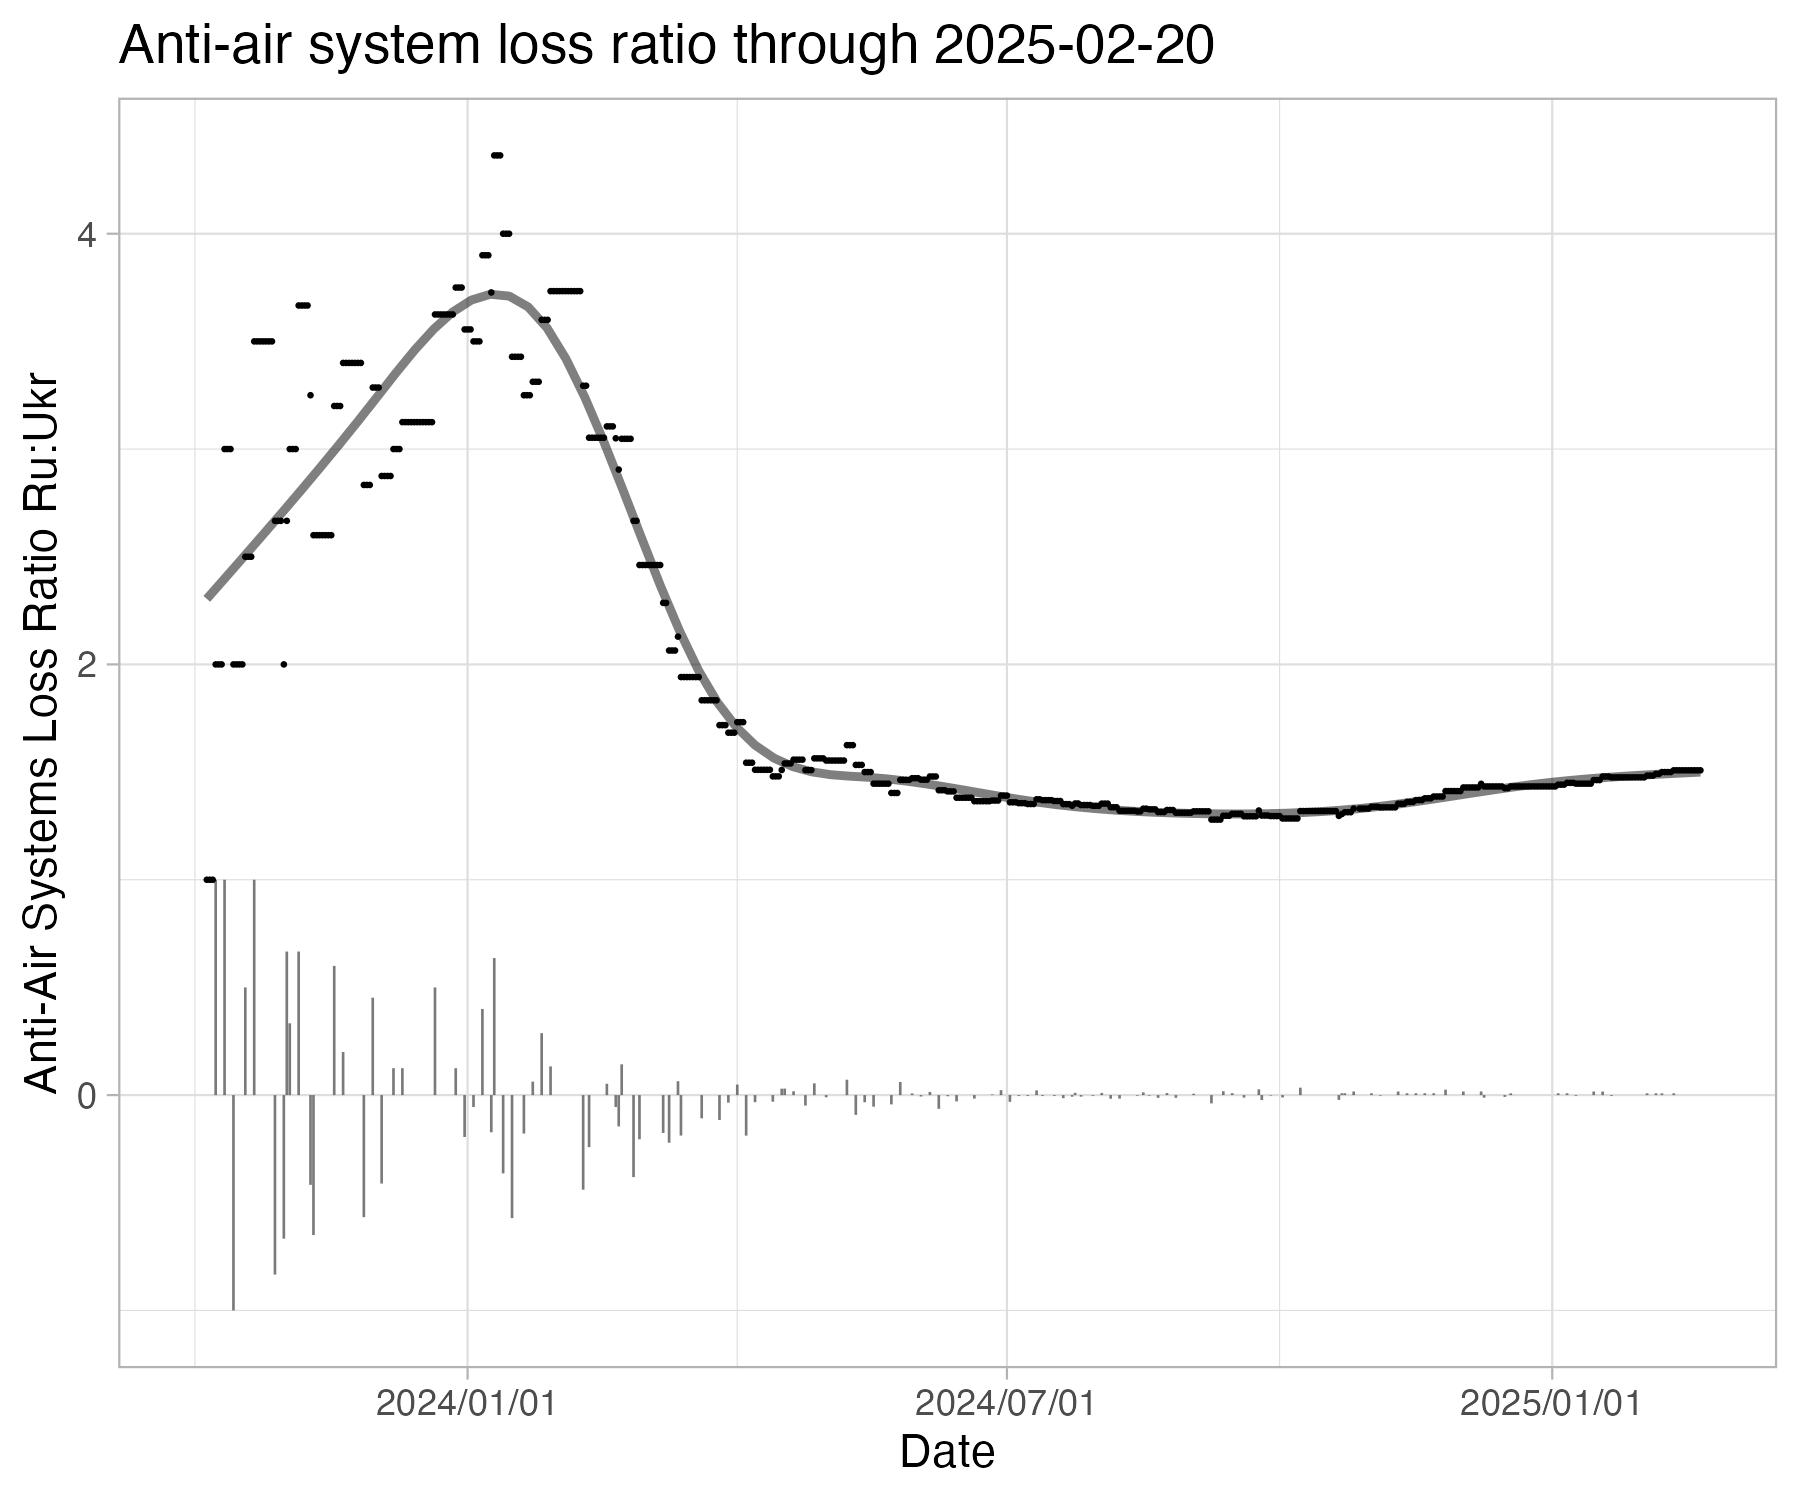 Anti-air system loss ratio through 2025-02-20
Anti-Air Systems Loss Ratio Ru:Ukr
4
2
0
2024/01/01
2024/07/01
2025/01/01
Date